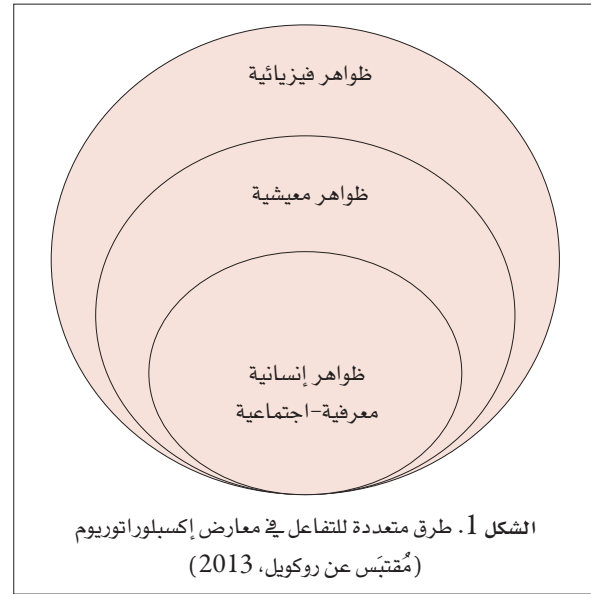 ظواهر فيزيائية
ظواهر معيشية
ظواهر إنسانية
معرفية-اجتماعية
الشكل 1. طرق متعددة للتفاعل في معارض إكسبلوراتوريوم
(مُقتبَس عن روكويل، 2013)